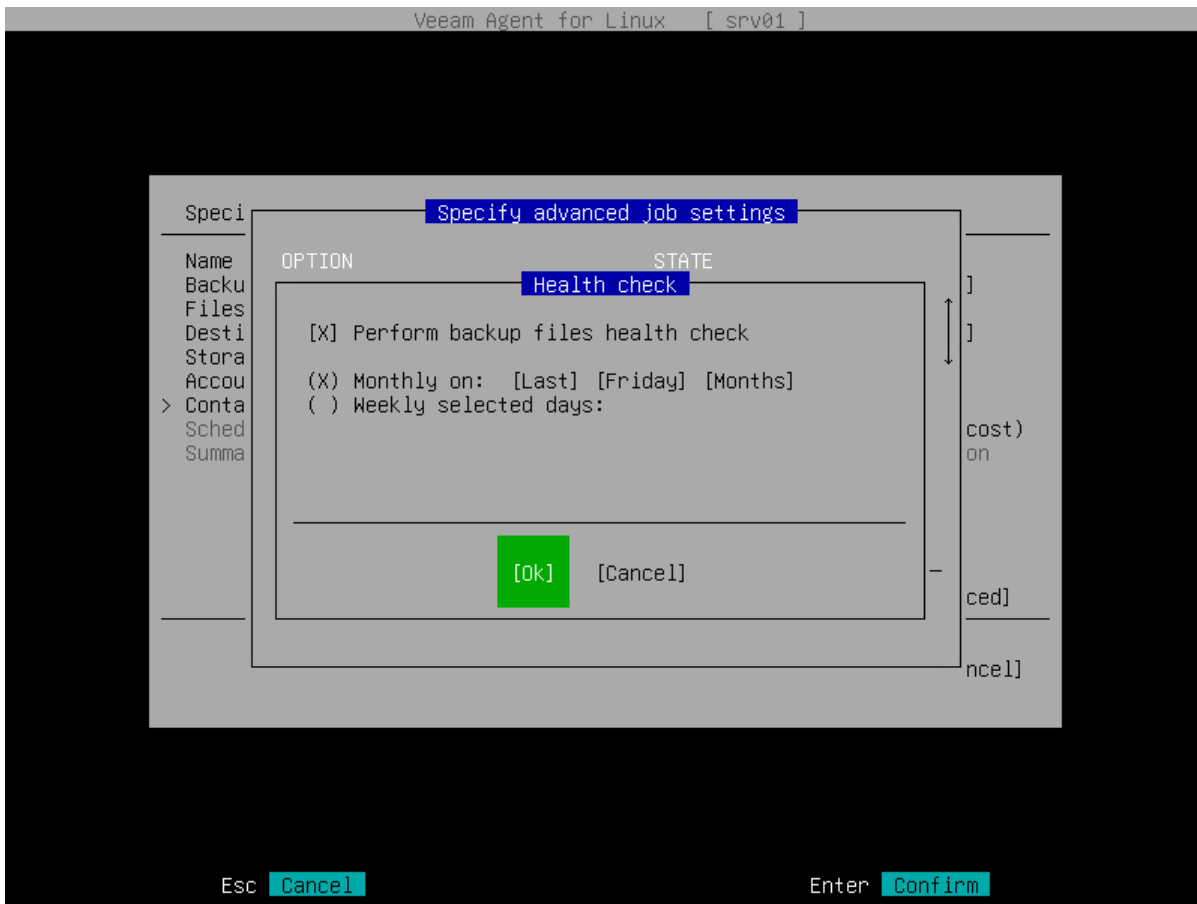 Veeam Agent for Linux [ srv01 ]
Speci
Specify advanced job settings
Name
OPTION STATE
Backu
Health check
]
Files
Desti
[X] Perform backup files health check
]
Stora
Accou
(X) Monthly on: [Last] [Friday] [Months]
> Conta
( ) Weekly selected days:
Sched
cost)
Summa
on
[Ok] [Cancel]
ced]
ncel]
Esc Cancel
Enter Confirm